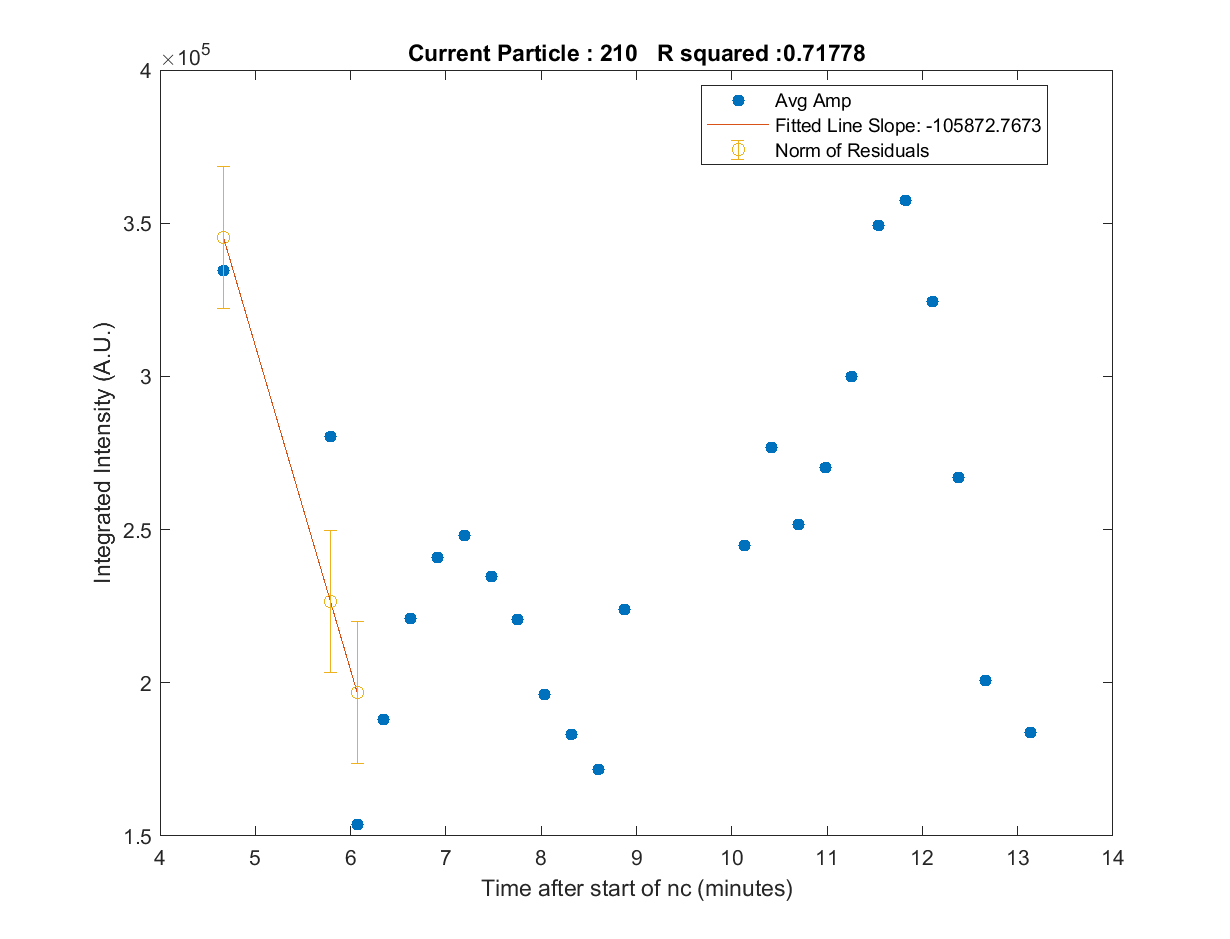 Current Particle : 210 R squared :0.71778
×10^5
4
3.5
3
2.5
2
1.5
Integrated Intensity (A.U.)
Avg Amp
Fitted Line Slope: -105872.7673
Norm of Residuals
4 5 6 7 8 9 10 11 12 13 14
Time after start of nc (minutes)